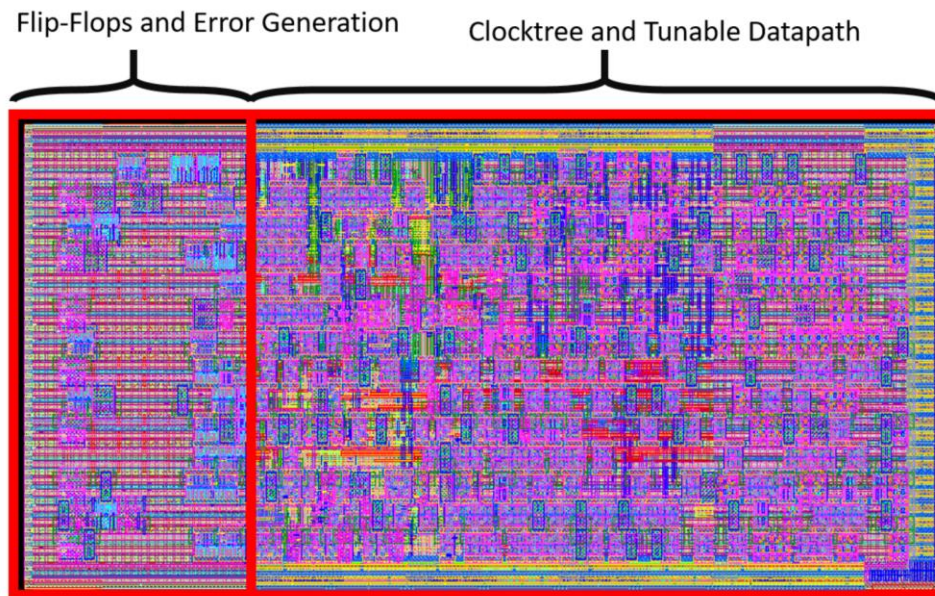 Flip-Flops and Error Generation
Clocktree and Tunable Datapath